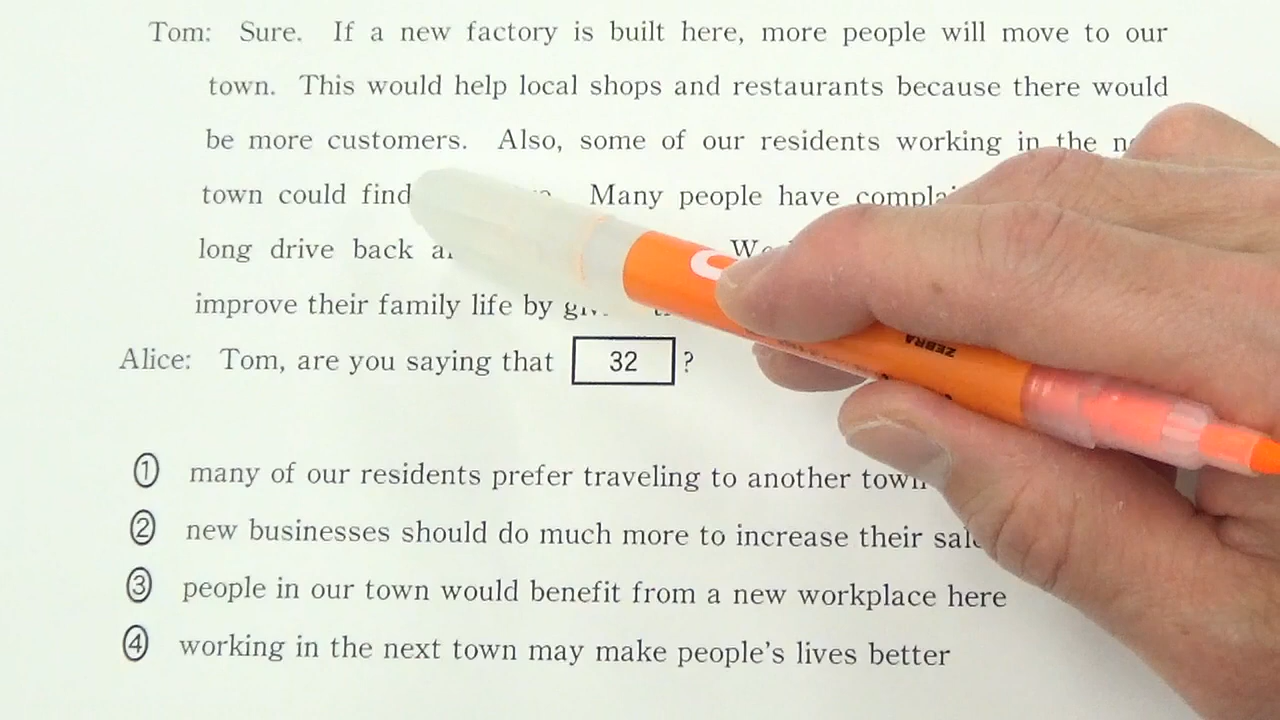 Tom: Sure. If a new factory is built here, more people will move to our
town. This would help local shops and restaurants because there would
be more customers. Also, some of our residents working in the
town could find Many people have
long drive back
improve their family life by
Alice: Tom, are you saying that 32 ?
① many of our residents prefer traveling to another town
② new businesses should do much more to increase their
③ people in our town would benefit from a new workplace here
④ working in the next town may make people's lives better
ZEBRA